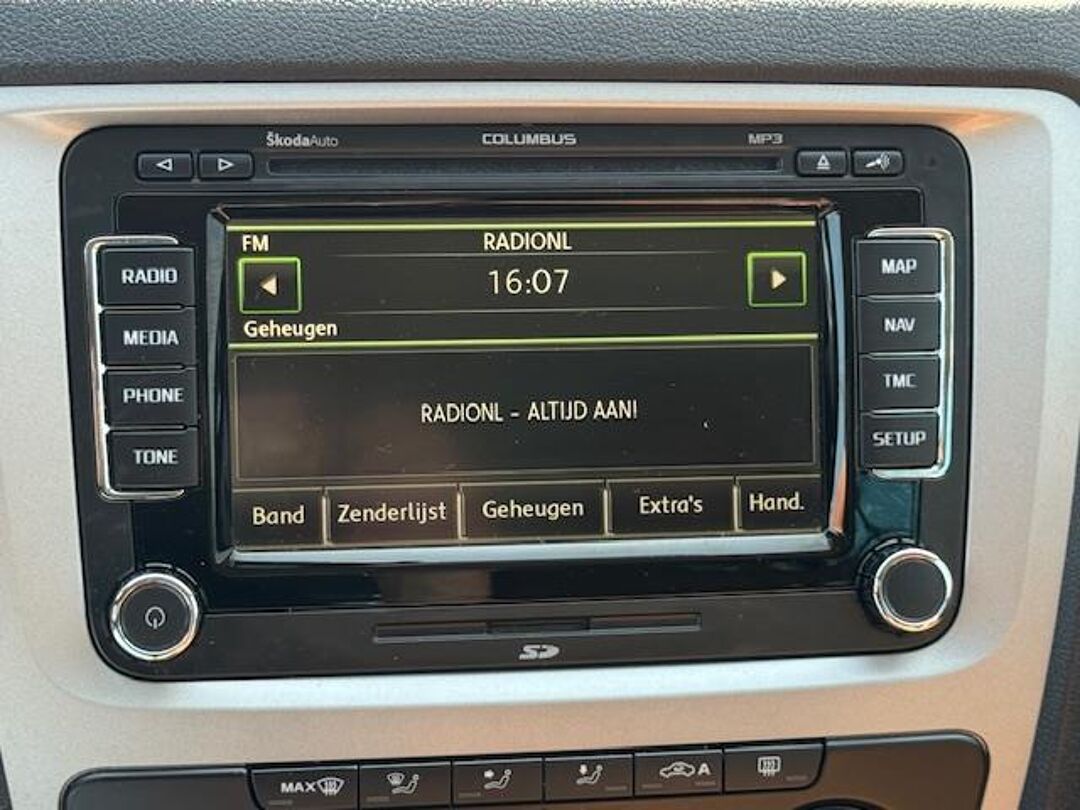 ŠkodaAuto COLUMBUS MP3
FM RADIONL
16:07
Geheugen
RADIONL - ALTIJD AAN!
Band Zenderlijst Geheugen Extra's Hand.
RADIO
MEDIA
PHONE
TONE
MAP
NAV
TMC
SETUP
SD
MAX
A